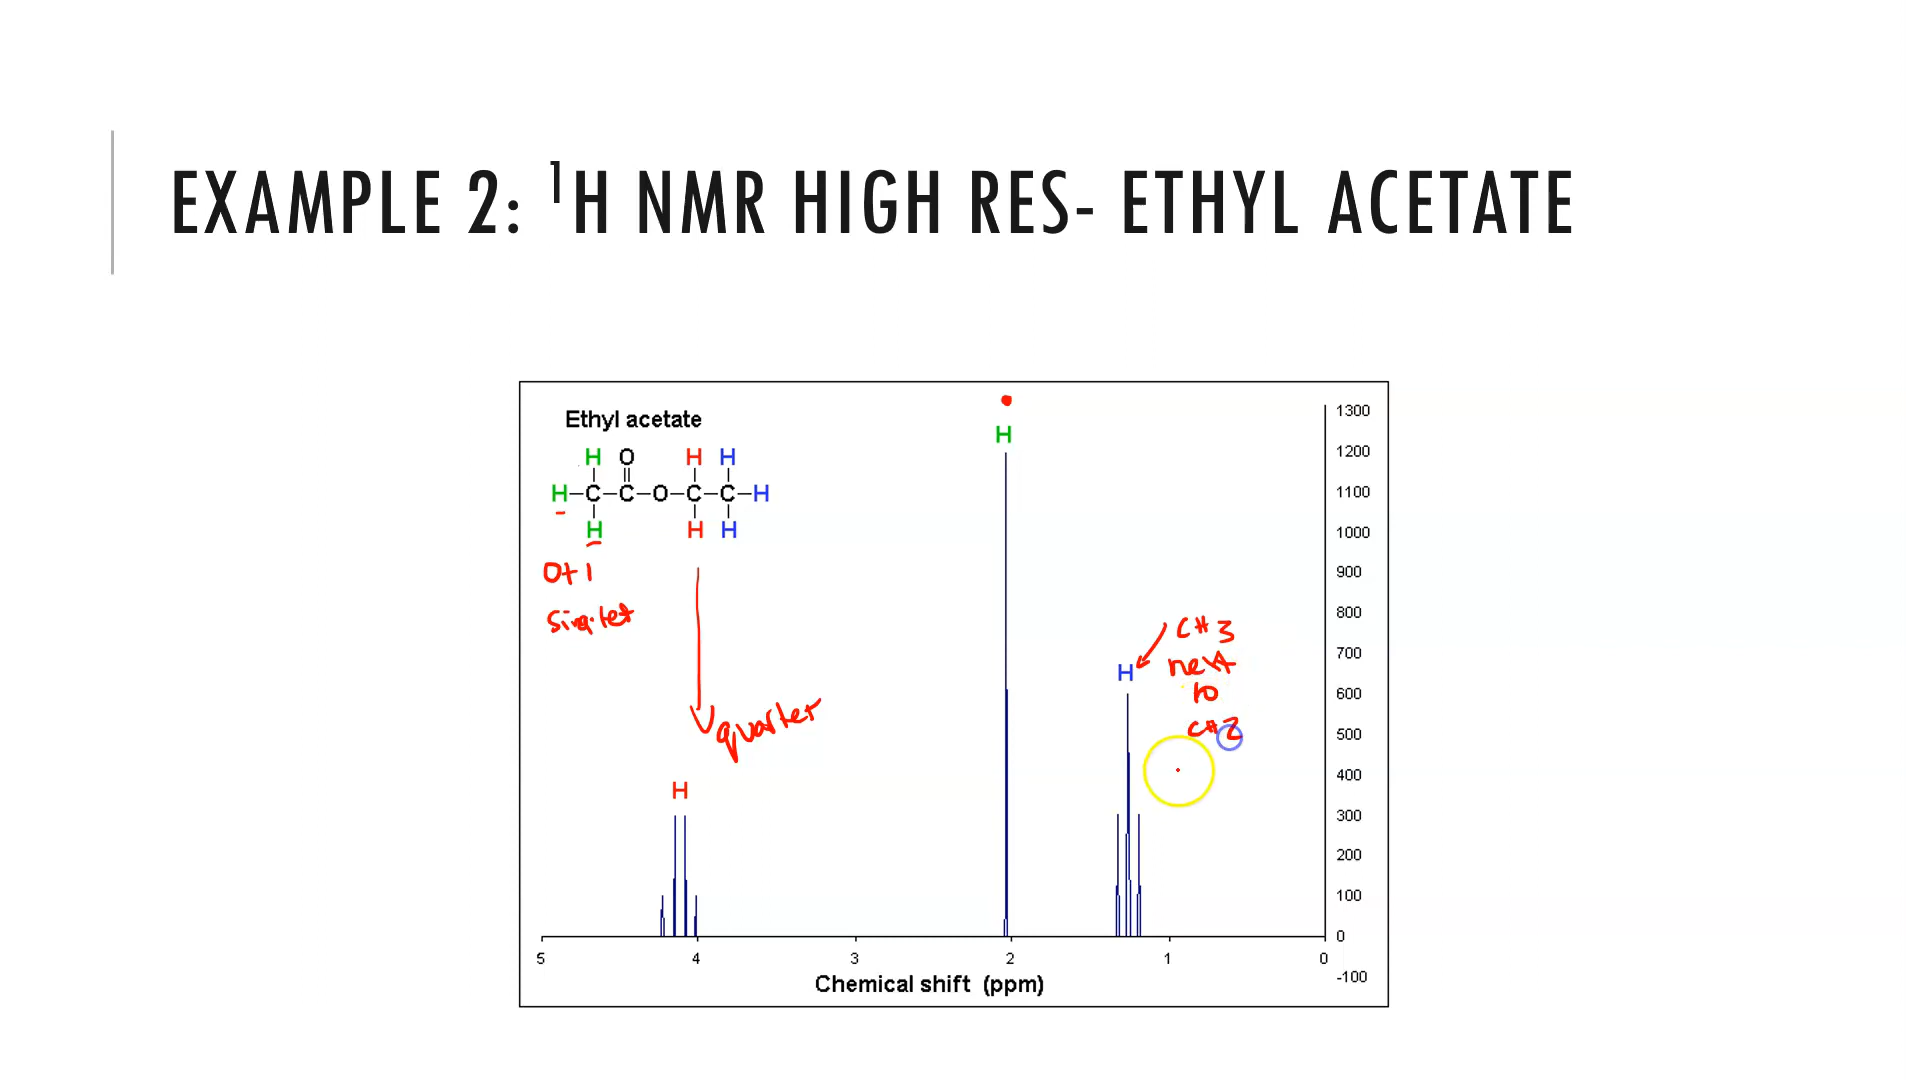 EXAMPLE 2: ¹H NMR HIGH RES- ETHYL ACETATE
Ethyl acetate
H O H H
H-C-C-O-C-C-H
H H H
0+1
singlet
quartet
H
H
H
CH3
next
to
CH2
1300
1200
1100
1000
900
800
700
600
500
400
300
200
100
0
-100
5 4 3 2 1 0
Chemical shift (ppm)